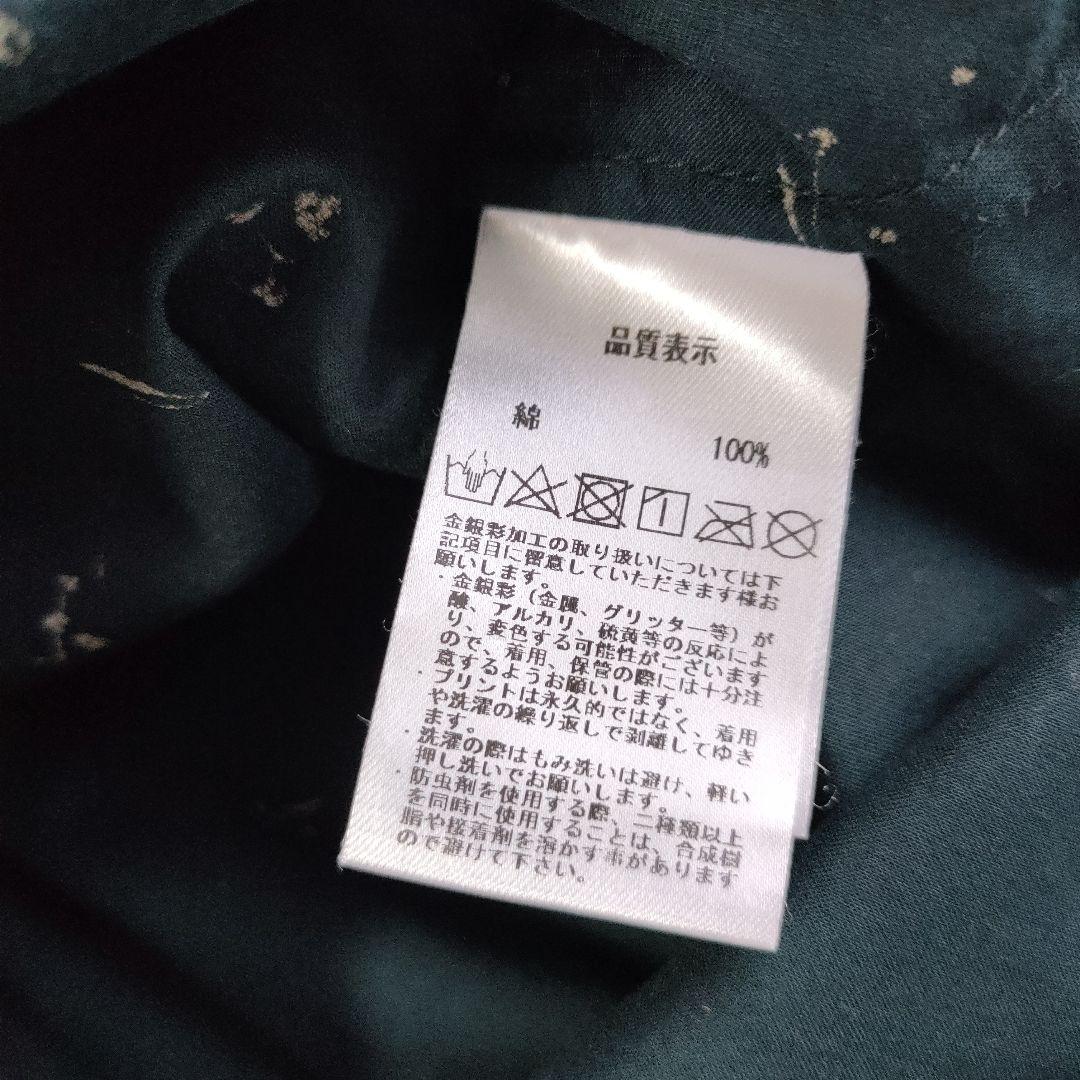 品質表示
綿 100%
金銀彩加工の取り扱いについては下
記項目に留意していただきます様お
願いします。
・金銀彩（金属、グリッター等）が
酸、アルカリ、硫黄等の反応によ
り、変色する可能性がございます
ので、着用、保管の際には十分注
意するようお願いします。
・プリントは永久的ではなく、着用
や洗濯の繰り返しで剥離してゆき
ます。
・洗濯の際はもみ洗いは避け、軽い
押し洗いでお願いします。
・防虫剤を使用する際、二種類以上
を同時に使用することは、合成樹
脂や接着剤を溶かす事があります
ので避けて下さい。